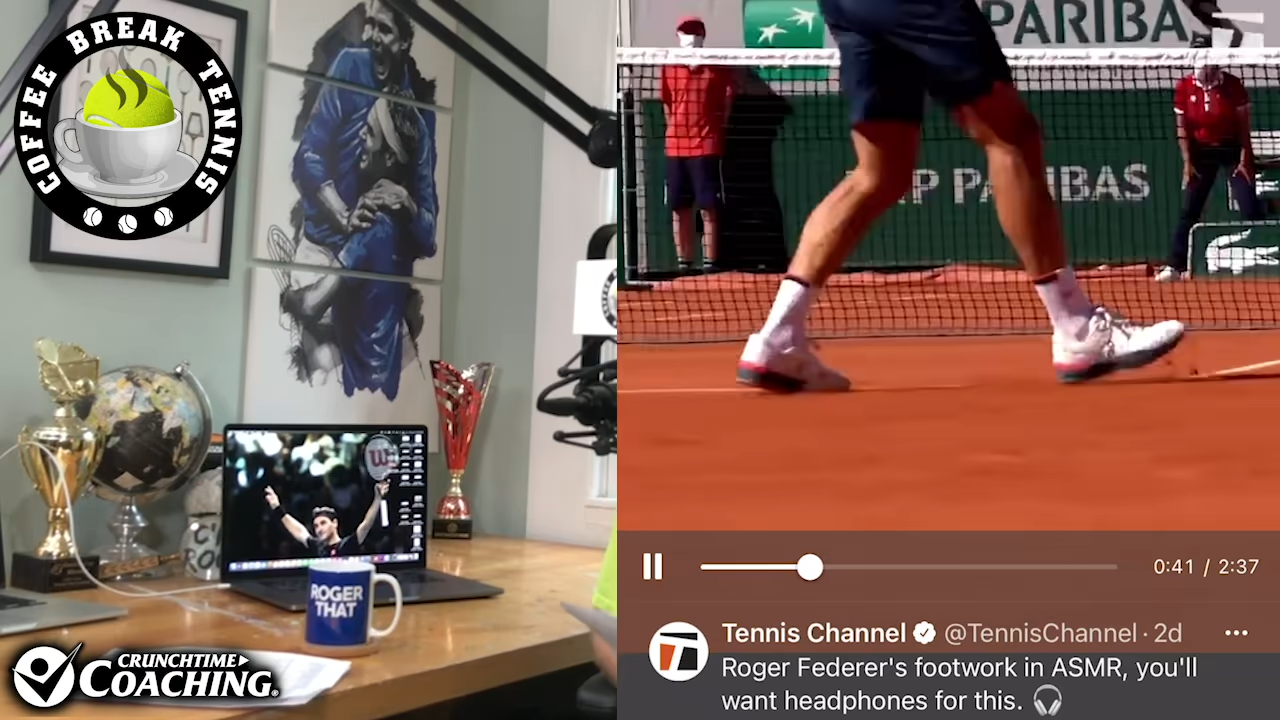 COFFEE BREAK TENNIS
ROGER
THAT
CRUNCHTIME
COACHING®
PARIBA
P PARIBAS
0:41 / 2:37
Tennis Channel @TennisChannel · 2d
Roger Federer's footwork in ASMR, you'll
want headphones for this. 🎧